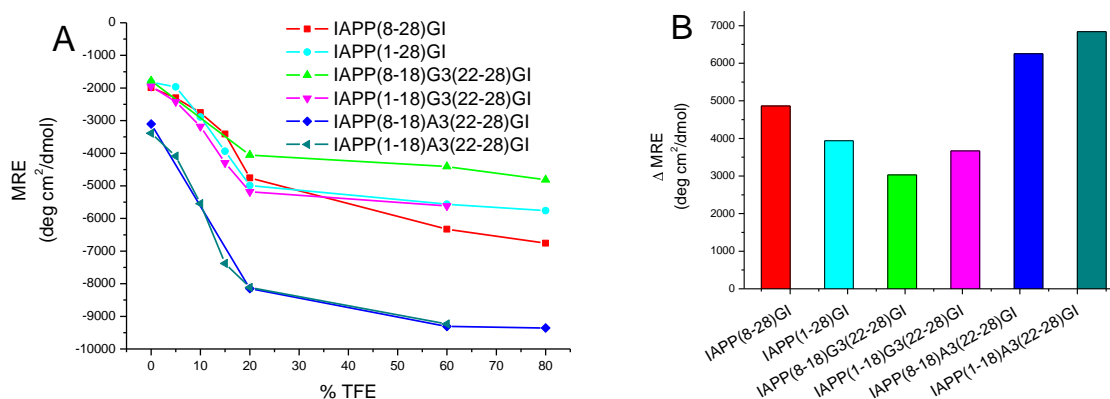 A
IAPP(8-28)GI
IAPP(1-28)GI
IAPP(8-18)G3(22-28)GI
IAPP(1-18)G3(22-28)GI
IAPP(8-18)A3(22-28)GI
IAPP(1-18)A3(22-28)GI
0
-1000
-2000
-3000
-4000
-5000
-6000
-7000
-8000
-9000
-10000
MRE
(deg cm²/dmol)
0 10 20 30 40 50 60 70 80
% TFE
B
7000
6000
5000
4000
3000
2000
1000
0
Δ MRE
(deg cm²/dmol)
IAPP(8-28)GI
IAPP(1-28)GI
IAPP(8-18)G3(22-28)GI
IAPP(1-18)G3(22-28)GI
IAPP(8-18)A3(22-28)GI
IAPP(1-18)A3(22-28)GI